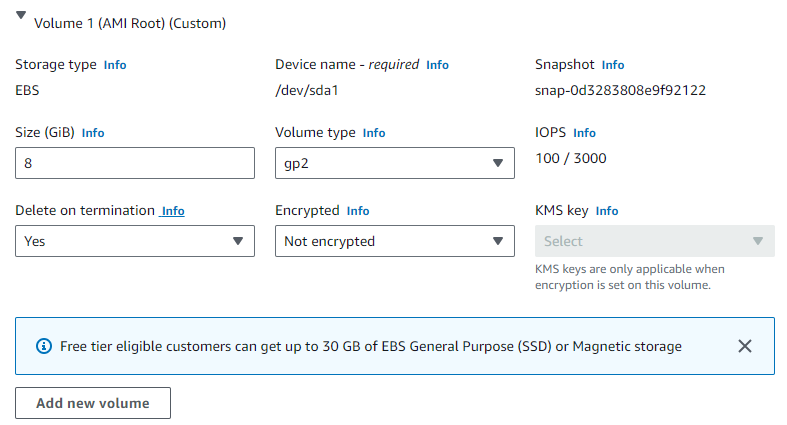 Volume 1 (AMI Root) (Custom)
Storage type Info
Device name - required Info
Snapshot Info
EBS
/dev/sda1
snap-0d3283808e9f92122
Size (GiB) Info
Volume type Info
IOPS Info
8
gp2
100 / 3000
Delete on termination Info
Encrypted Info
KMS key Info
Yes
Not encrypted
Select
KMS keys are only applicable when
encryption is set on this volume.
Free tier eligible customers can get up to 30 GB of EBS General Purpose (SSD) or Magnetic storage
Add new volume